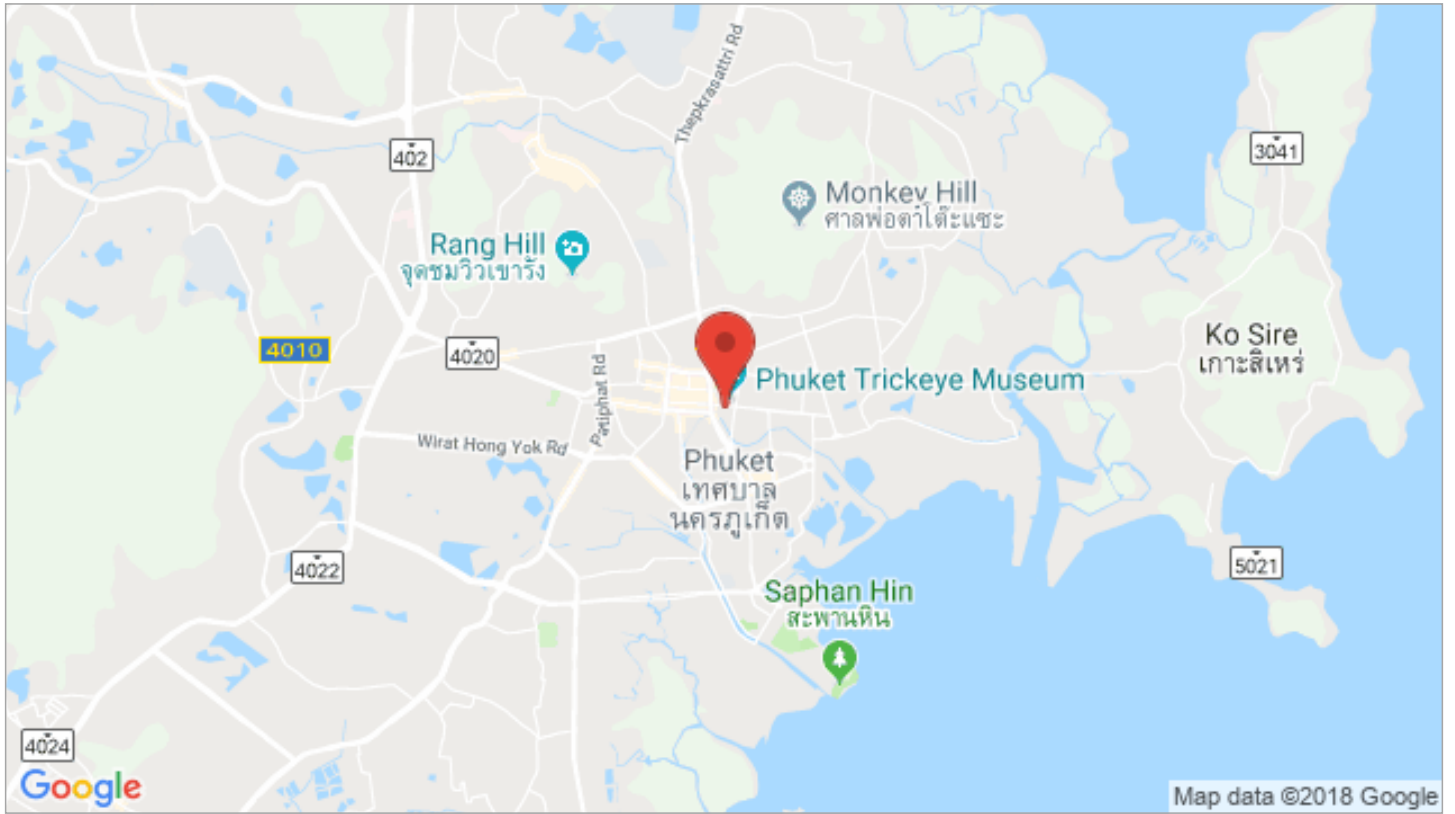 Thepkrasattri Rd
402
3041
Monkey Hill
ศาลพ่อตาโต๊ะแซะ
Rang Hill
จุดชมวิวเขารัง
4010
4020
Ko Sire
เกาะสิเหร่
Patiphat Rd
Phuket Trickeye Museum
Wirat Hong Yok Rd
Phuket
เทศบาล
นครภูเก็ต
4022
5021
Saphan Hin
สะพานหิน
4024
Google
Map data ©2018 Google